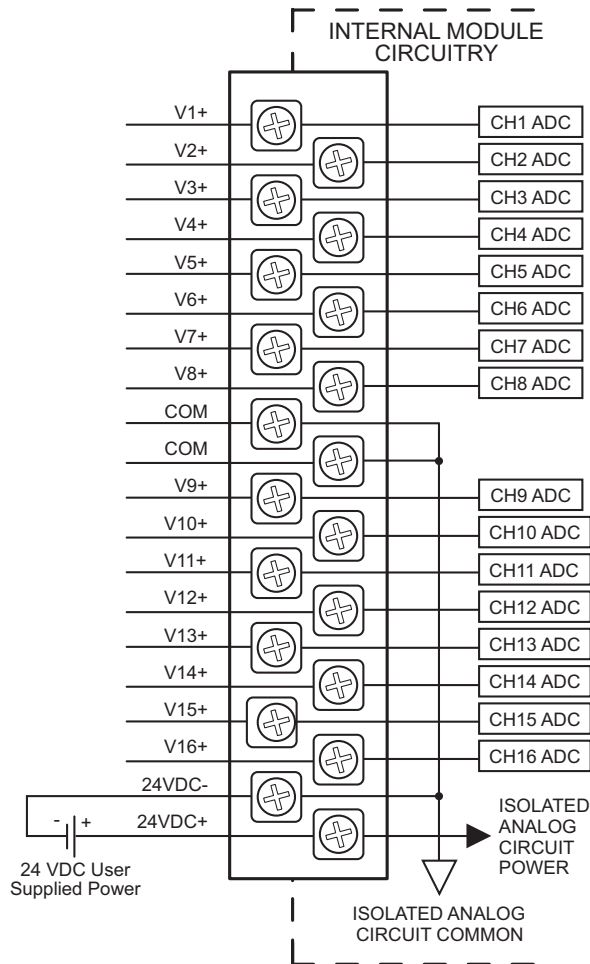 INTERNAL MODULE
CIRCUITRY
V1+
CH1 ADC
V2+
CH2 ADC
V3+
CH3 ADC
V4+
CH4 ADC
V5+
CH5 ADC
V6+
CH6 ADC
V7+
CH7 ADC
V8+
CH8 ADC
COM
COM
V9+
CH9 ADC
V10+
CH10 ADC
V11+
CH11 ADC
V12+
CH12 ADC
V13+
CH13 ADC
V14+
CH14 ADC
V15+
CH15 ADC
V16+
CH16 ADC
24VDC-
- +
24VDC+
24 VDC User
Supplied Power
ISOLATED
ANALOG
CIRCUIT
POWER
ISOLATED ANALOG
CIRCUIT COMMON